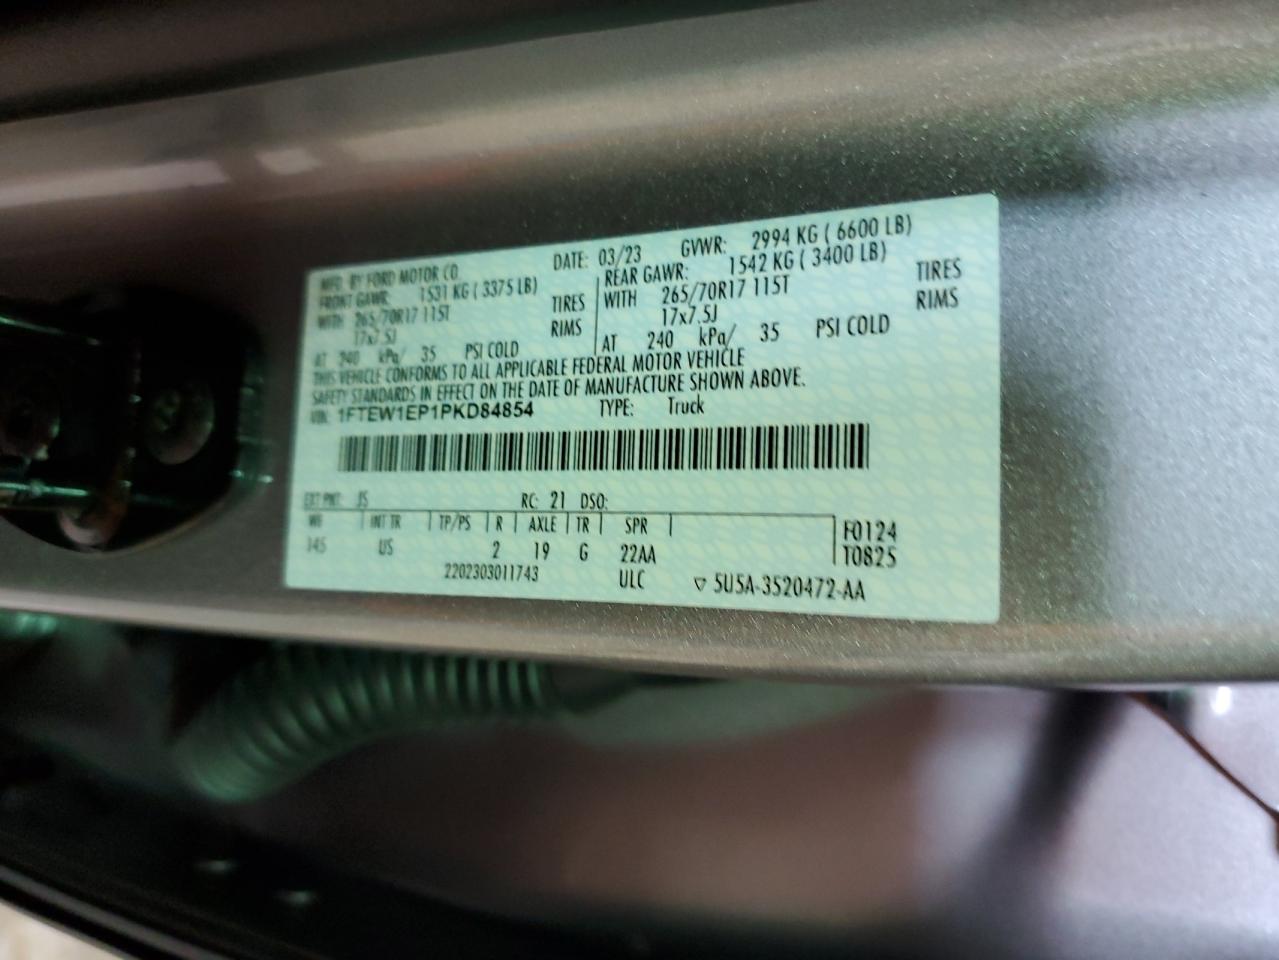 MFD. BY FORD MOTOR CO. DATE: 03/23 GVWR: 2994 KG ( 6600 LB)
FRONT GAWR: 1531 KG ( 3375 LB) REAR GAWR: 1542 KG ( 3400 LB)
WITH 265/70R17 115T TIRES WITH 265/70R17 115T TIRES
17x7.5J RIMS 17x7.5J RIMS
AT 240 kPa/ 35 PSI COLD AT 240 kPa/ 35 PSI COLD
THIS VEHICLE CONFORMS TO ALL APPLICABLE FEDERAL MOTOR VEHICLE
SAFETY STANDARDS IN EFFECT ON THE DATE OF MANUFACTURE SHOWN ABOVE.
VIN: 1FTEW1EP1PKD84854 TYPE: Truck
EXT PNT: JS RC: 21 DSO:
WB INT TR TP/PS R AXLE TR SPR F0124
145 US 2 19 G 22AA T0825
2202303011743 ULC ▽ 5U5A-3520472-AA